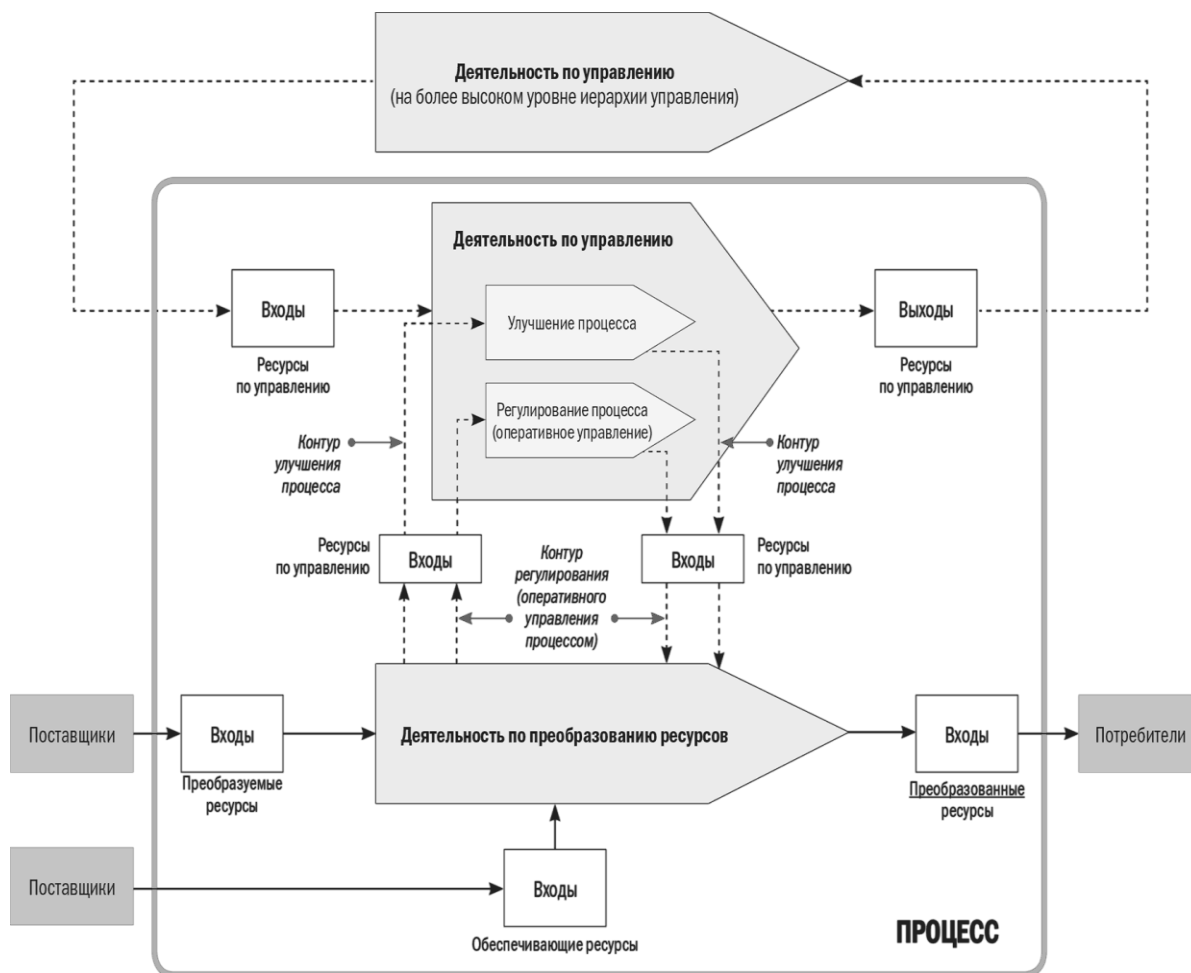 Деятельность по управлению
(на более высоком уровне иерархии управления)
Деятельность по управлению
Входы
Ресурсы
по управлению
Улучшение процесса
Регулирование процесса
(оперативное управление)
Выходы
Ресурсы
по управлению
Контур
улучшения
процесса
Контур
улучшения
процесса
Ресурсы
по управлению
Входы
Контур
регулирования
(оперативного
управления
процессом)
Входы
Ресурсы
по управлению
Поставщики
Входы
Преобразуемые
ресурсы
Деятельность по преобразованию ресурсов
Входы
Преобразованные
ресурсы
Потребители
Поставщики
Входы
Обеспечивающие ресурсы
ПРОЦЕСС